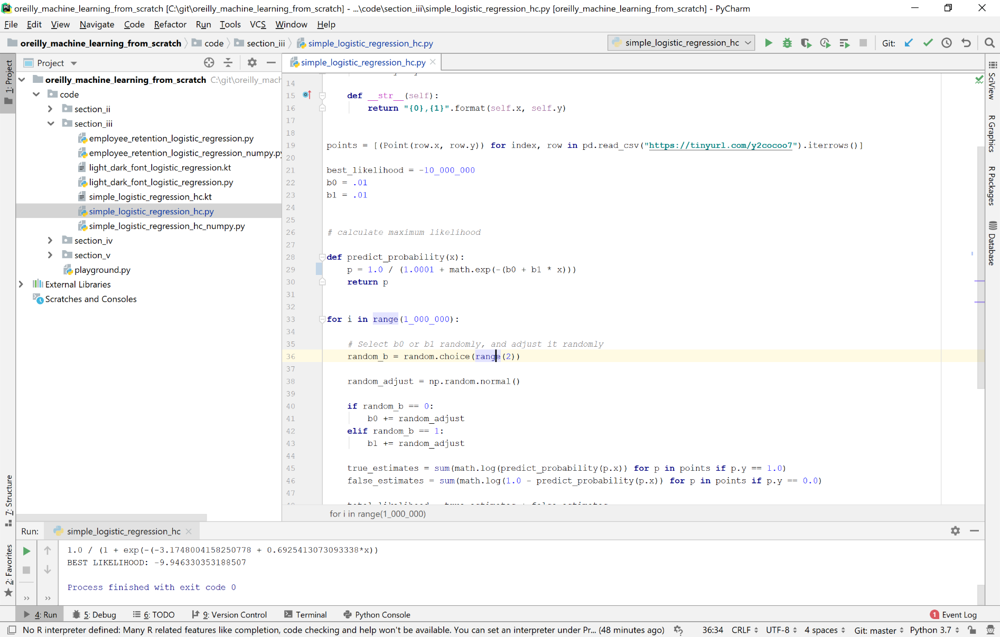 oreilly_machine_learning_from_scratch [C:\git\oreilly_machine_learning_from_scratch] - ...\code\section_iii\simple_logistic_regression_hc.py [oreilly_machine_learning_from_scratch] - PyCharm
File Edit View Navigate Code Refactor Run Tools VCS Window Help
oreilly_machine_learning_from_scratch code section_iii simple_logistic_regression_hc.py simple_logistic_regression_hc Git:
1: Project
Project
oreilly_machine_learning_from_scratch C:\git\oreilly_mach
code
section_ii
section_iii
employee_retention_logistic_regression.py
employee_retention_logistic_regression_numpy.py
light_dark_font_logistic_regression.kt
light_dark_font_logistic_regression.py
simple_logistic_regression_hc.kt
simple_logistic_regression_hc.py
simple_logistic_regression_hc_numpy.py
section_iv
section_v
playground.py
External Libraries
Scratches and Consoles
7: Structure
2: Favorites
simple_logistic_regression_hc.py
14
15 def __str__(self):
16 return "{0},{1}".format(self.x, self.y)
17
18
19 points = [(Point(row.x, row.y)) for index, row in pd.read_csv("https://tinyurl.com/y2cocoo7").iterrows()]
20
21 best_likelihood = -10_000_000
22 b0 = .01
23 b1 = .01
24
25
26 # calculate maximum likelihood
27
28 def predict_probability(x):
29 p = 1.0 / (1.0001 + math.exp(-(b0 + b1 * x)))
30 return p
31
32
33 for i in range(1_000_000):
34
35 # Select b0 or b1 randomly, and adjust it randomly
36 random_b = random.choice(range(2))
37
38 random_adjust = np.random.normal()
39
40 if random_b == 0:
41 b0 += random_adjust
42 elif random_b == 1:
43 b1 += random_adjust
44
45 true_estimates = sum(math.log(predict_probability(p.x)) for p in points if p.y == 1.0)
46 false_estimates = sum(math.log(1.0 - predict_probability(p.x)) for p in points if p.y == 0.0)
47
for i in range(1_000_000)
SciView
R Graphics
R Packages
Database
Run: simple_logistic_regression_hc
1.0 / (1 + exp(-(-3.1748004158250778 + 0.6925413073093338*x))
BEST LIKELIHOOD: -9.946330353188507
Process finished with exit code 0
4: Run 5: Debug 6: TODO 9: Version Control Terminal Python Console 1 Event Log
No R interpreter defined: Many R related features like completion, code checking and help won't be available. You can set an interpreter under Pr... (48 minutes ago) 36:34 CRLF UTF-8 4 spaces Git: master Python 3.7